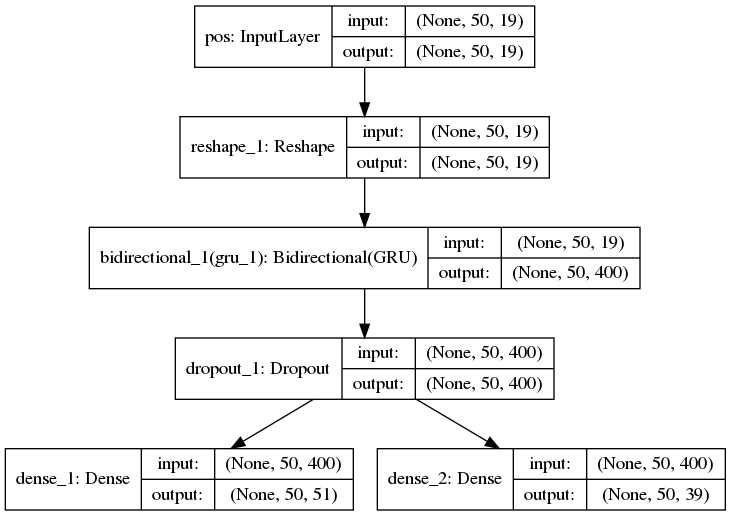 pos: InputLayer
input: (None, 50, 19)
output: (None, 50, 19)
reshape_1: Reshape
input: (None, 50, 19)
output: (None, 50, 19)
bidirectional_1(gru_1): Bidirectional(GRU)
input: (None, 50, 19)
output: (None, 50, 400)
dropout_1: Dropout
input: (None, 50, 400)
output: (None, 50, 400)
dense_1: Dense
input: (None, 50, 400)
output: (None, 50, 51)
dense_2: Dense
input: (None, 50, 400)
output: (None, 50, 39)